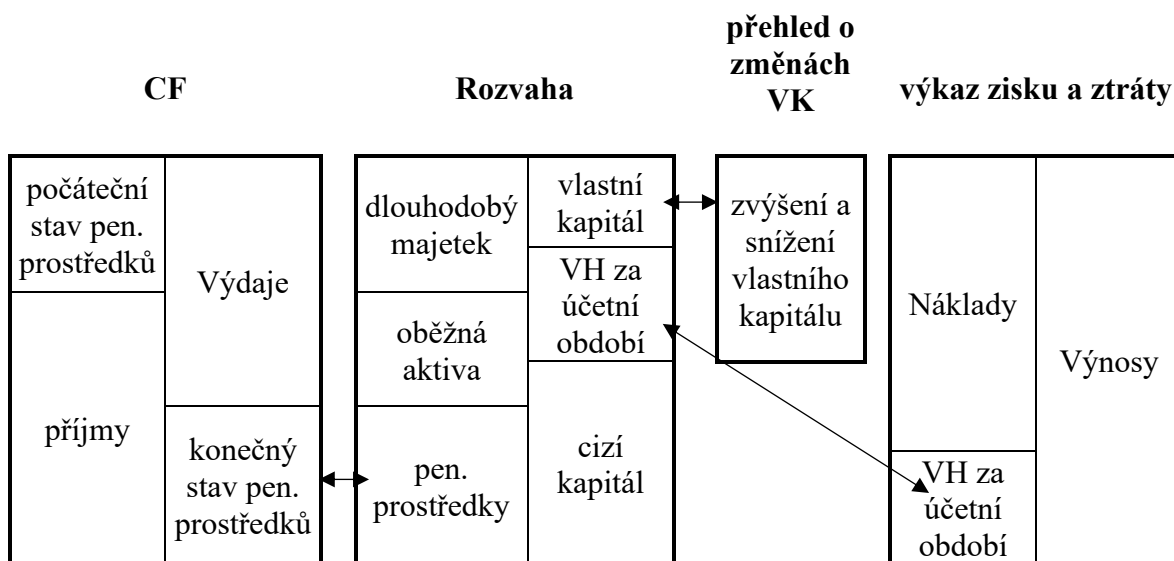 CF
Rozvaha
přehled o
změnách
VK
výkaz zisku a ztráty
počáteční
stav pen.
prostředků
příjmy
Výdaje
konečný
stav pen.
prostředků
dlouhodobý
majetek
oběžná
aktiva
pen.
prostředky
vlastní
kapitál
VH za
účetní
období
cizí
kapitál
zvýšení a
snížení
vlastního
kapitálu
Náklady
VH za
účetní
období
Výnosy